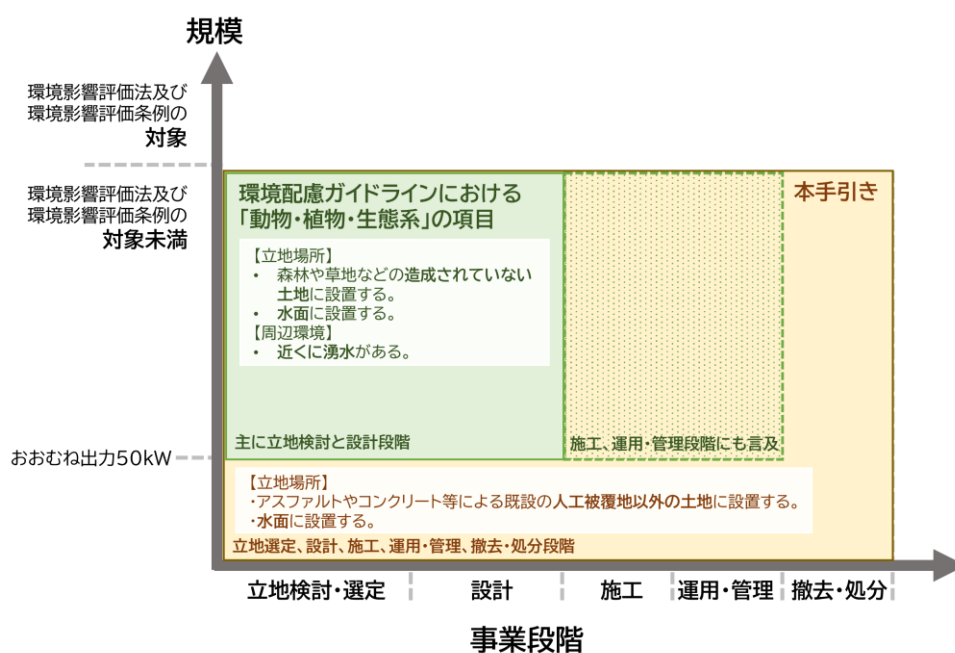 規模
環境影響評価法及び
環境影響評価条例の
対象
環境影響評価法及び
環境影響評価条例の
対象未満
おおむね出力50kW
環境配慮ガイドラインにおける
「動物・植物・生態系」の項目
【立地場所】
• 森林や草地などの造成されていない
土地に設置する。
• 水面に設置する。
【周辺環境】
• 近くに湧水がある。
主に立地検討と設計段階
施工、運用・管理段階にも言及
本手引き
【立地場所】
・アスファルトやコンクリート等による既設の人工被覆地以外の土地に設置する。
・水面に設置する。
立地選定、設計、施工、運用・管理、撤去・処分段階
立地検討・選定 設計 施工 運用・管理 撤去・処分
事業段階